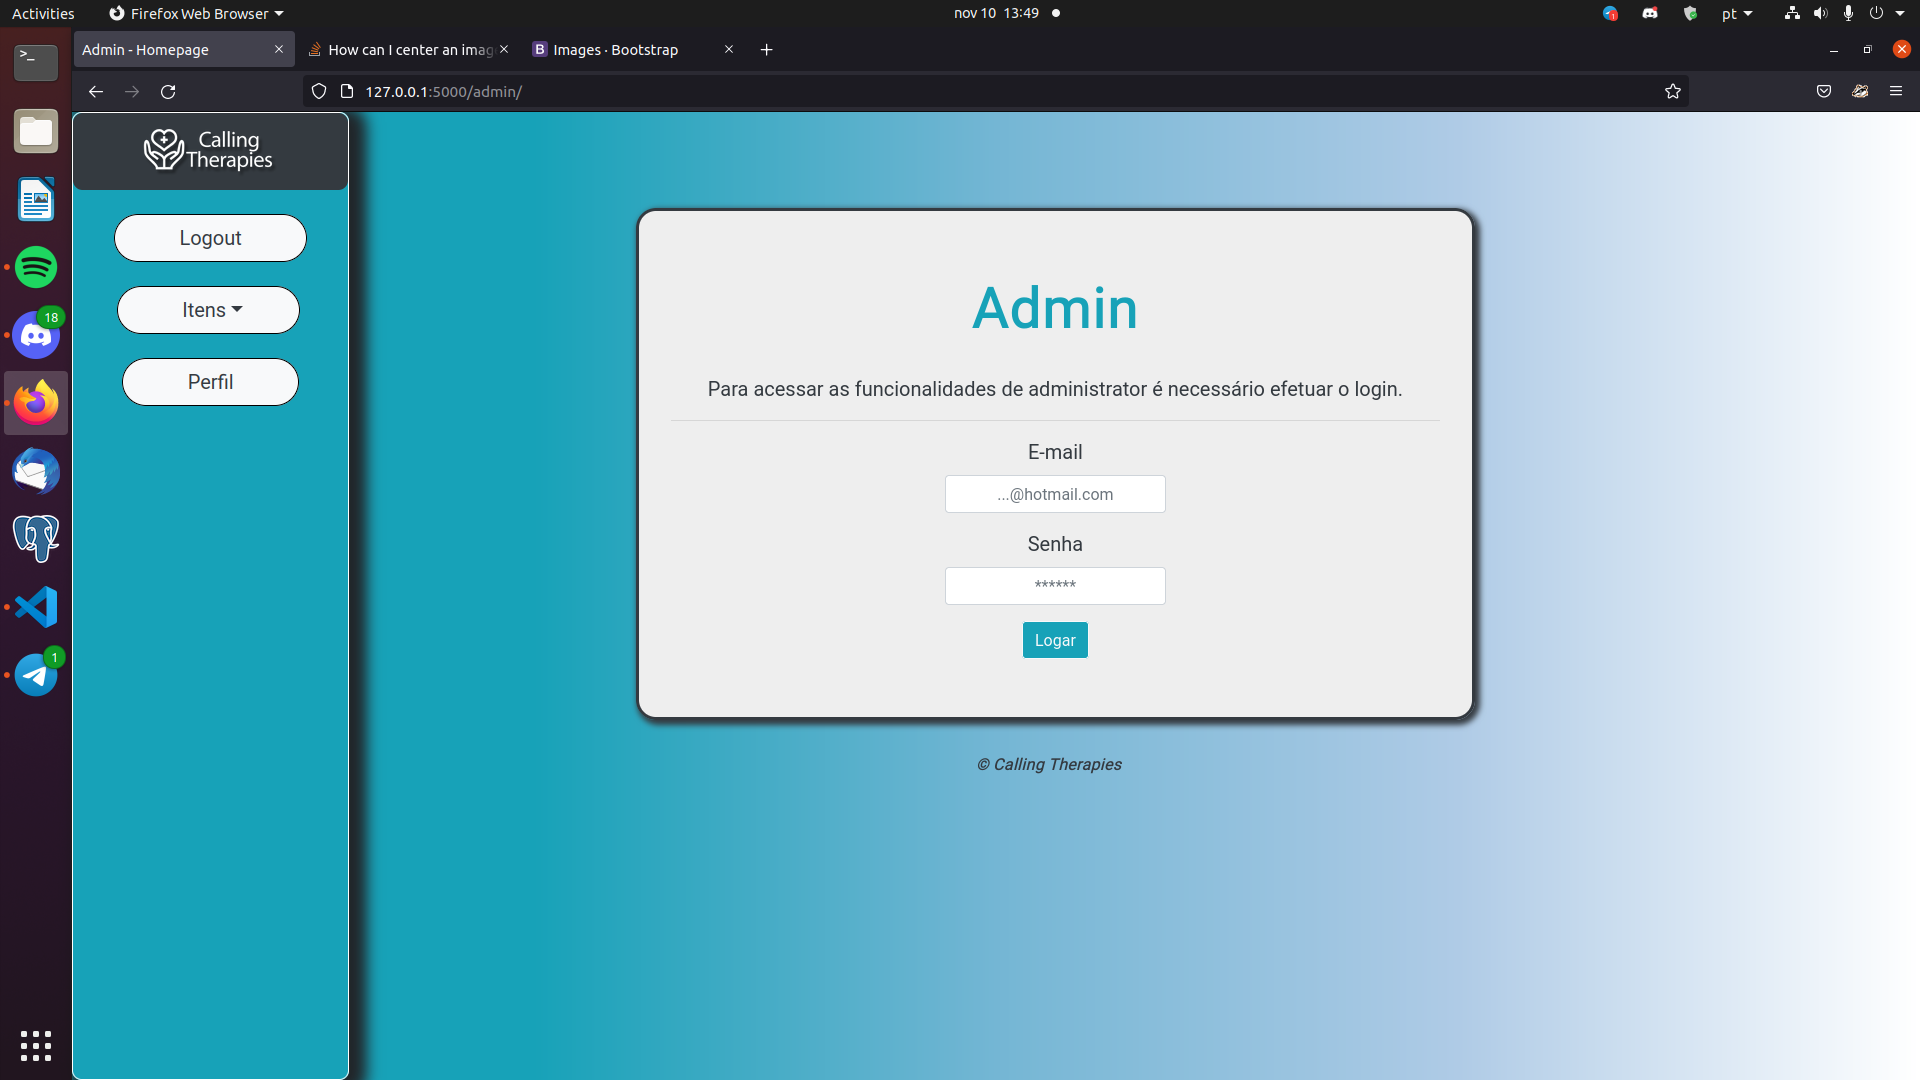 Activities
Firefox Web Browser
nov 10 13:49
pt
Admin - Homepage
How can I center an imag
Images · Bootstrap
127.0.0.1:5000/admin/
Calling
Therapies
Logout
Itens
Perfil
18
1
Admin
Para acessar as funcionalidades de administrator é necessário efetuar o login.
E-mail
...@hotmail.com
Senha
******
Logar
© Calling Therapies